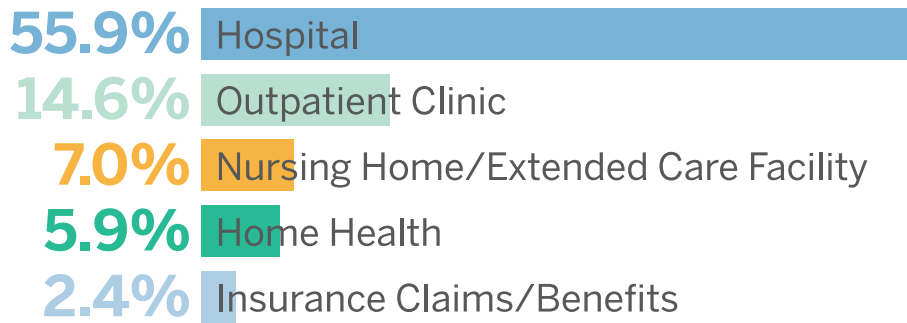 55.9% Hospital
14.6% Outpatient Clinic
7.0% Nursing Home/Extended Care Facility
5.9% Home Health
2.4% Insurance Claims/Benefits